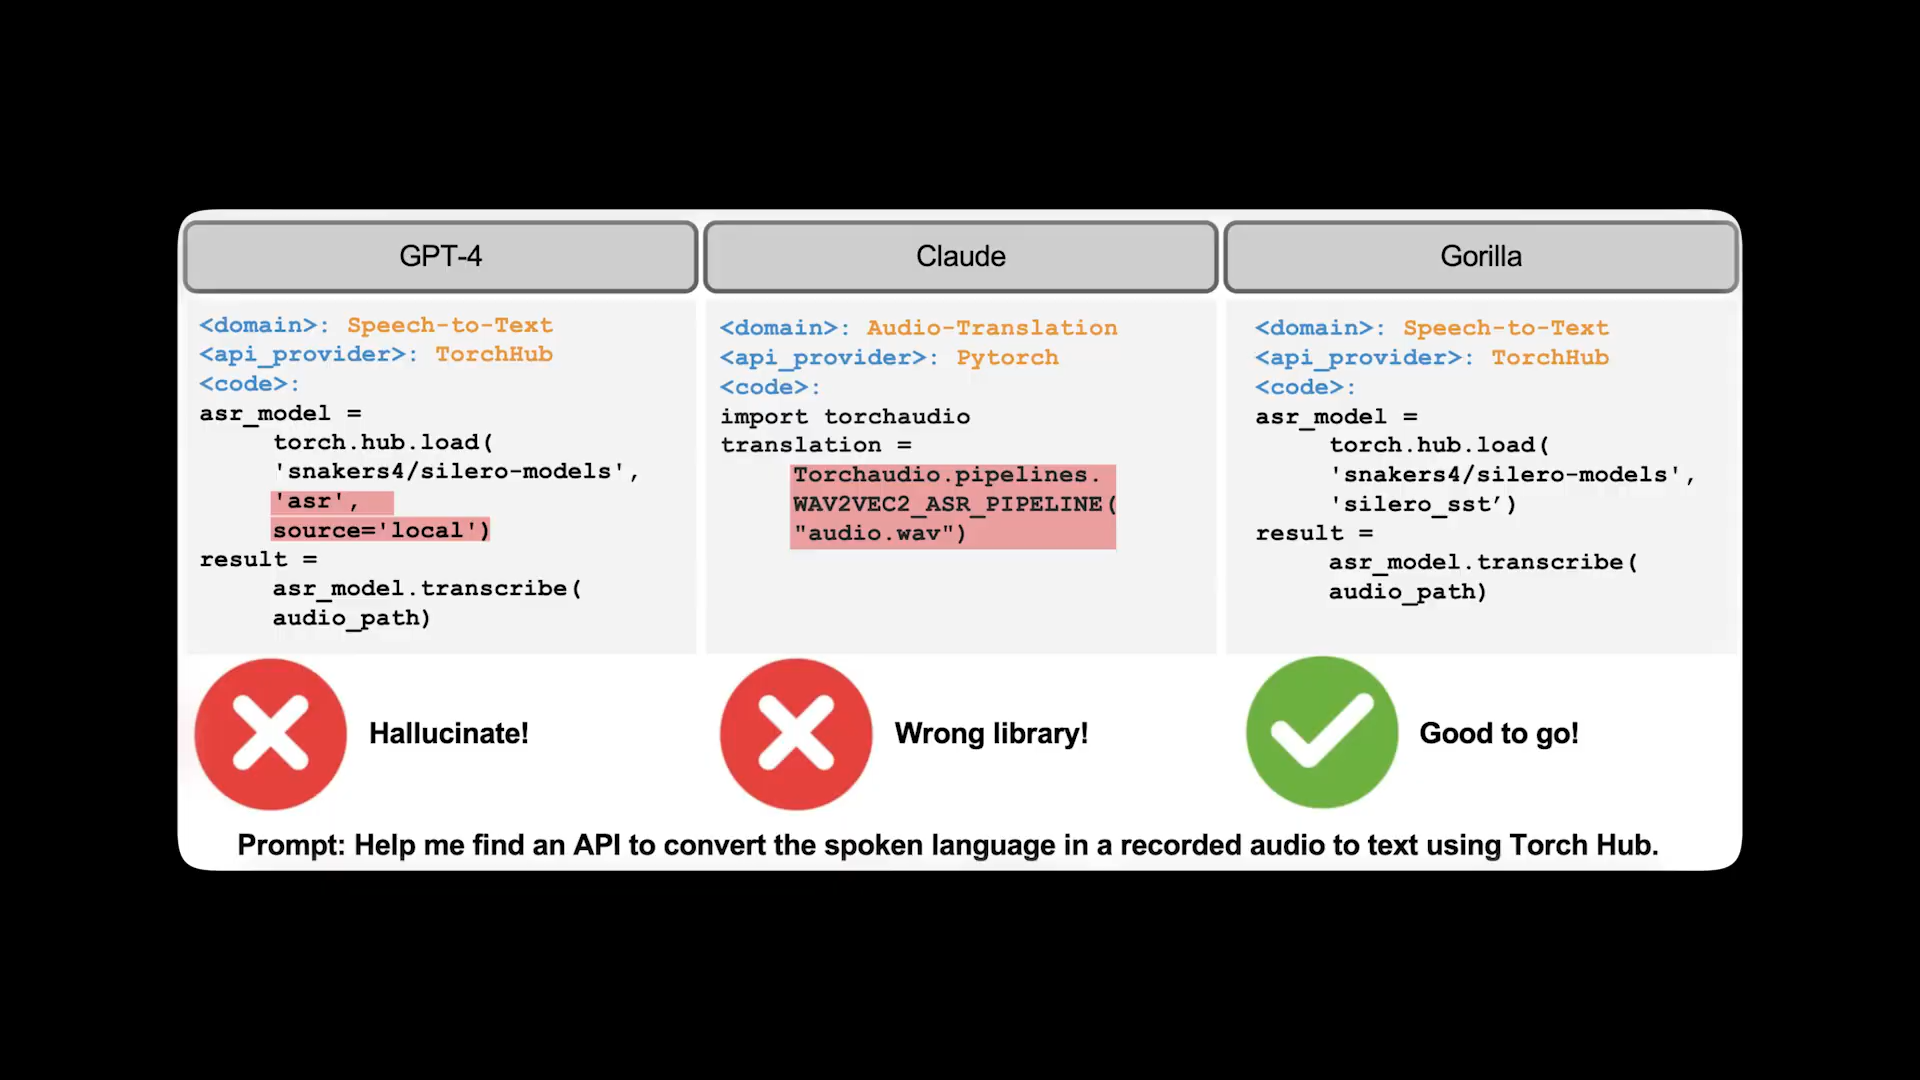 GPT-4
<domain>: Speech-to-Text
<api_provider>: TorchHub
<code>:
asr_model =
torch.hub.load(
'snakers4/silero-models',
'asr',
source='local')
result =
asr_model.transcribe(
audio_path)
Hallucinate!
Claude
<domain>: Audio-Translation
<api_provider>: Pytorch
<code>:
import torchaudio
translation =
Torchaudio.pipelines.
WAV2VEC2_ASR_PIPELINE(
"audio.wav")
Wrong library!
Gorilla
<domain>: Speech-to-Text
<api_provider>: TorchHub
<code>:
asr_model =
torch.hub.load(
'snakers4/silero-models',
'silero_sst’)
result =
asr_model.transcribe(
audio_path)
Good to go!
Prompt: Help me find an API to convert the spoken language in a recorded audio to text using Torch Hub.